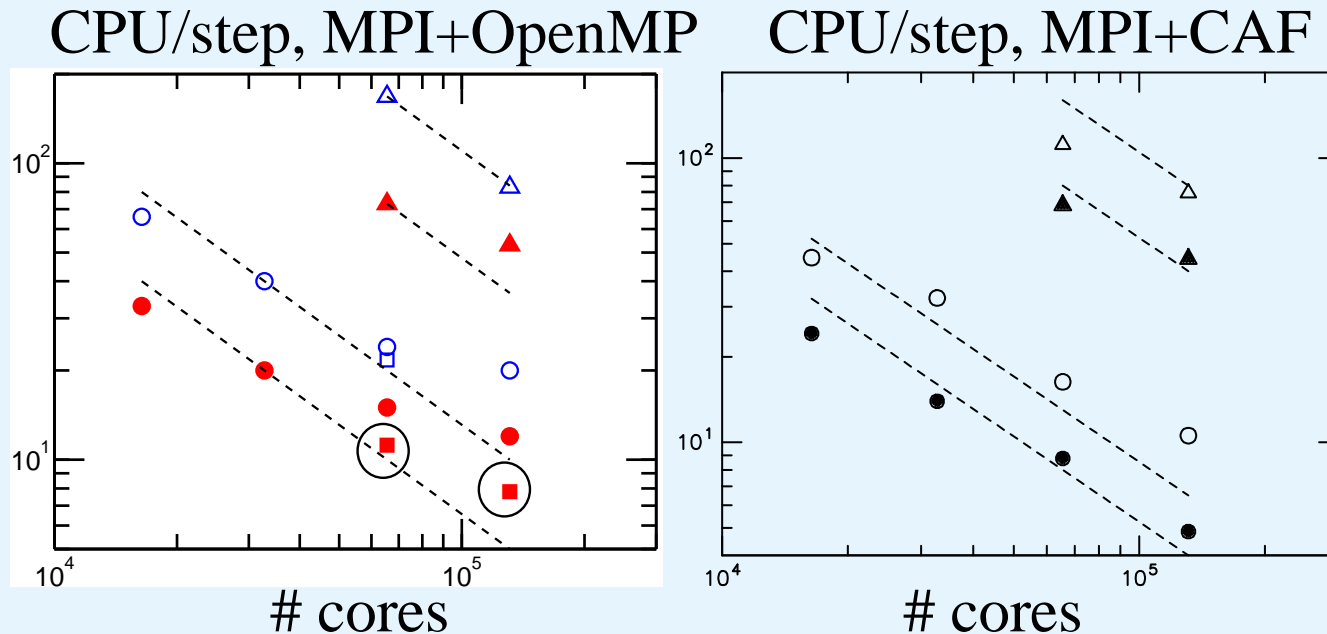 CPU/step, MPI+OpenMP
CPU/step, MPI+CAF
10²
10¹
10⁴
10⁵
# cores
10²
10¹
10⁴
10⁵
# cores